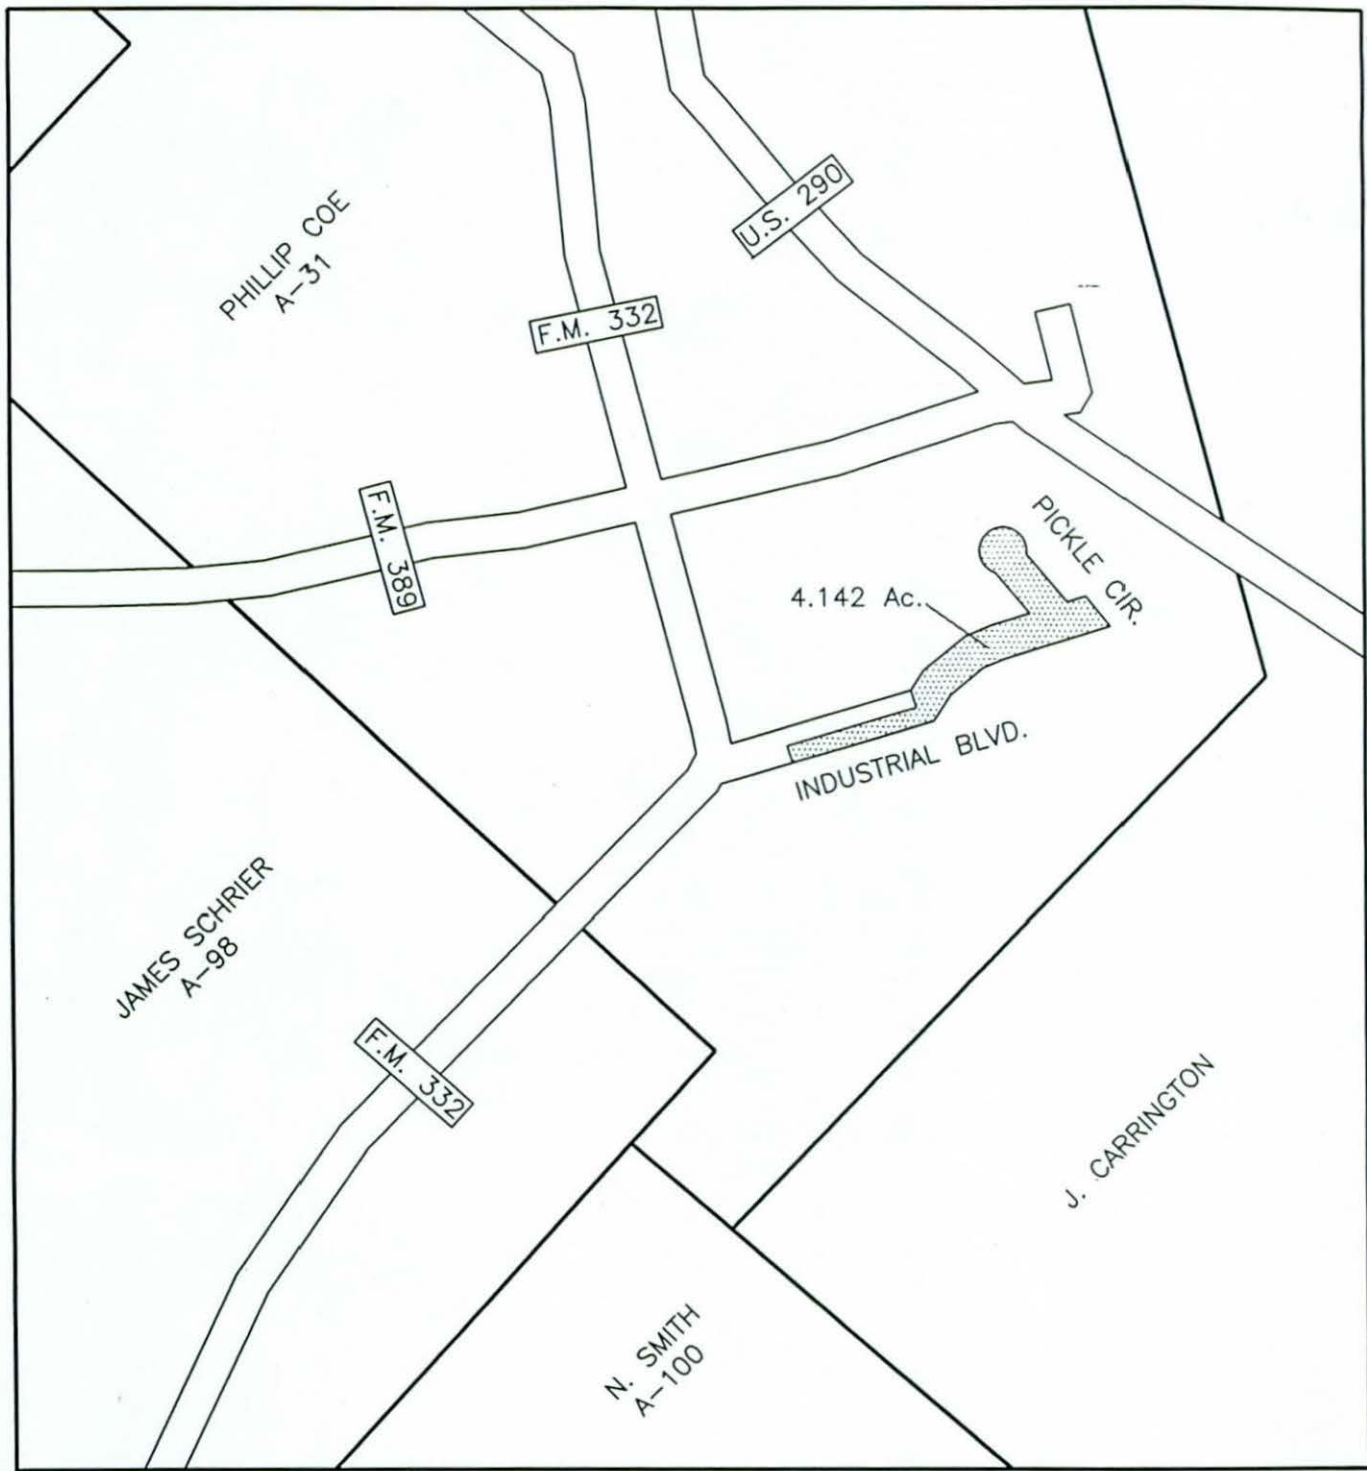 U.S. 290
PHILLIP COE
A-31
F.M. 332
F.M. 389
PICKLE CIR.
4.142 Ac.
INDUSTRIAL BLVD.
JAMES SCHRIER
A-98
F.M. 332
J. CARRINGTON
N. SMITH
A-100